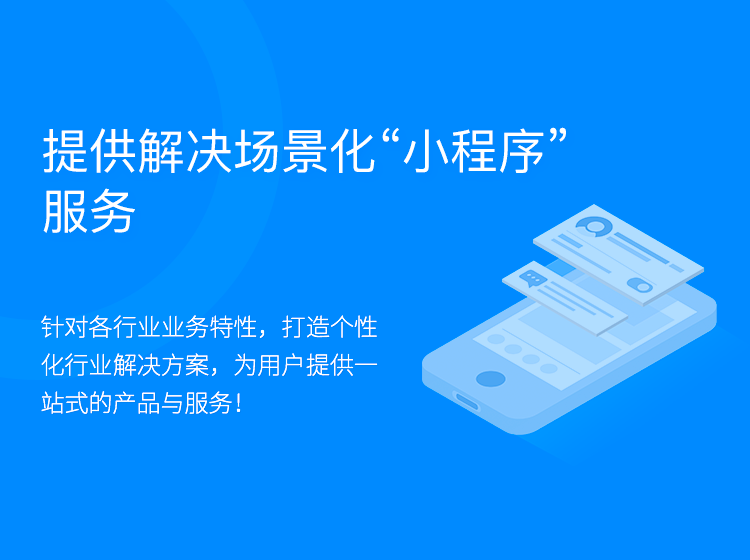 提供解决场景化“小程序”
服务
针对各行业业务特性，打造个性
化行业解决方案，为用户提供一
站式的产品与服务！